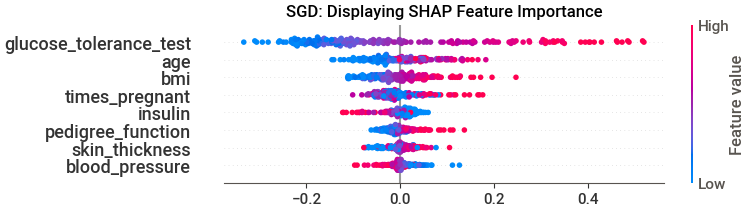 SGD: Displaying SHAP Feature Importance
glucose_tolerance_test
age
bmi
times_pregnant
insulin
pedigree_function
skin_thickness
blood_pressure
−0.2 0.0 0.2 0.4
High
Feature value
Low